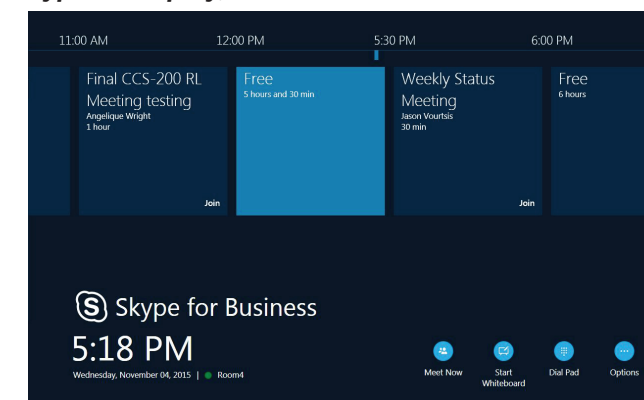 11:00 AM 12:00 PM 5:30 PM 6:00 PM
Final CCS-200 RL
Meeting testing
Angelique Wright
1 hour
Join
Free
5 hours and 30 min
Weekly Status
Meeting
Jason Vourtsis
30 min
Join
Free
6 hours
Skype for Business
5:18 PM
Wednesday, November 04, 2015 | Room4
Meet Now
Start
Whiteboard
Dial Pad
Options